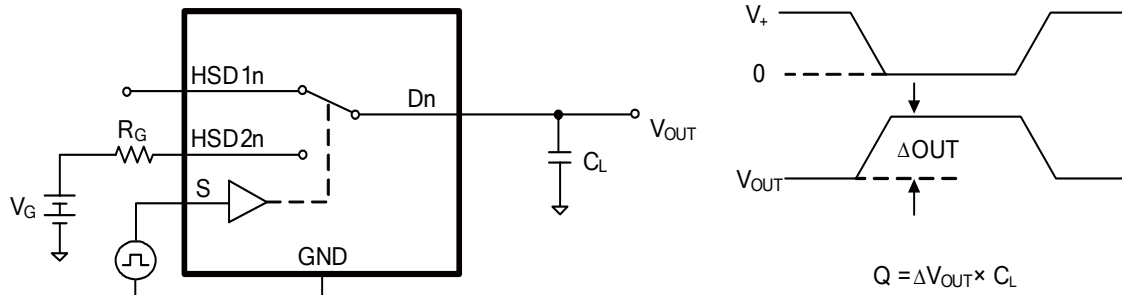 HSD1n
Dn
VOUT
RG
HSD2n
CL
S
VG
GND
V+
0
ΔOUT
VOUT
Q = ΔVOUT × CL